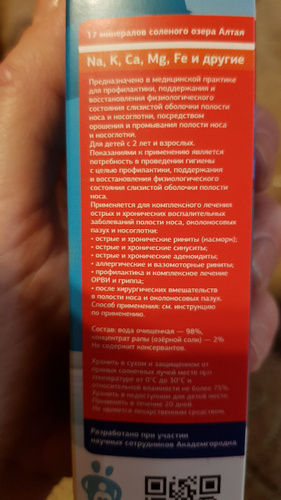 17 минералов соленого озера Алтая
Na, K, Ca, Mg, Fe и другие
Предназначено в медицинской практике
для профилактики, поддержания и
восстановления физиологического
состояния слизистой оболочки полости
носа и носоглотки, посредством
орошения и промывания полости носа
и носоглотки.
Для детей с 2 лет и взрослых.
Показаниями к применению является
потребность в проведении гигиены
с целью профилактики, поддержания
и восстановления физиологического
состояния слизистой оболочки полости
носа.
Применяется для комплексного лечения
острых и хронических воспалительных
заболеваний полости носа, околоносовых
пазух и носоглотки:
• острые и хронические риниты (насморк);
• острые и хронические синуситы;
• острые и хронические аденоидиты;
• аллергические и вазомоторные риниты;
• профилактика и комплексное лечение
ОРВИ и гриппа;
• после хирургических вмешательств
в полости носа и околоносовых пазух.
Способ применения: см. инструкцию
по применению.
Состав: вода очищенная — 98%,
концентрат рапы (озёрной соли) — 2%
Не содержит консервантов.
Хранить в сухом и защищенном от
прямых солнечных лучей месте при
температуре от 0°С до 30°С и
относительной влажности не более 75%.
Хранить в недоступном для детей месте.
Применять в течение 20 дней.
Не является лекарственным средством.
Разработано при участии
научных сотрудников Академгородка